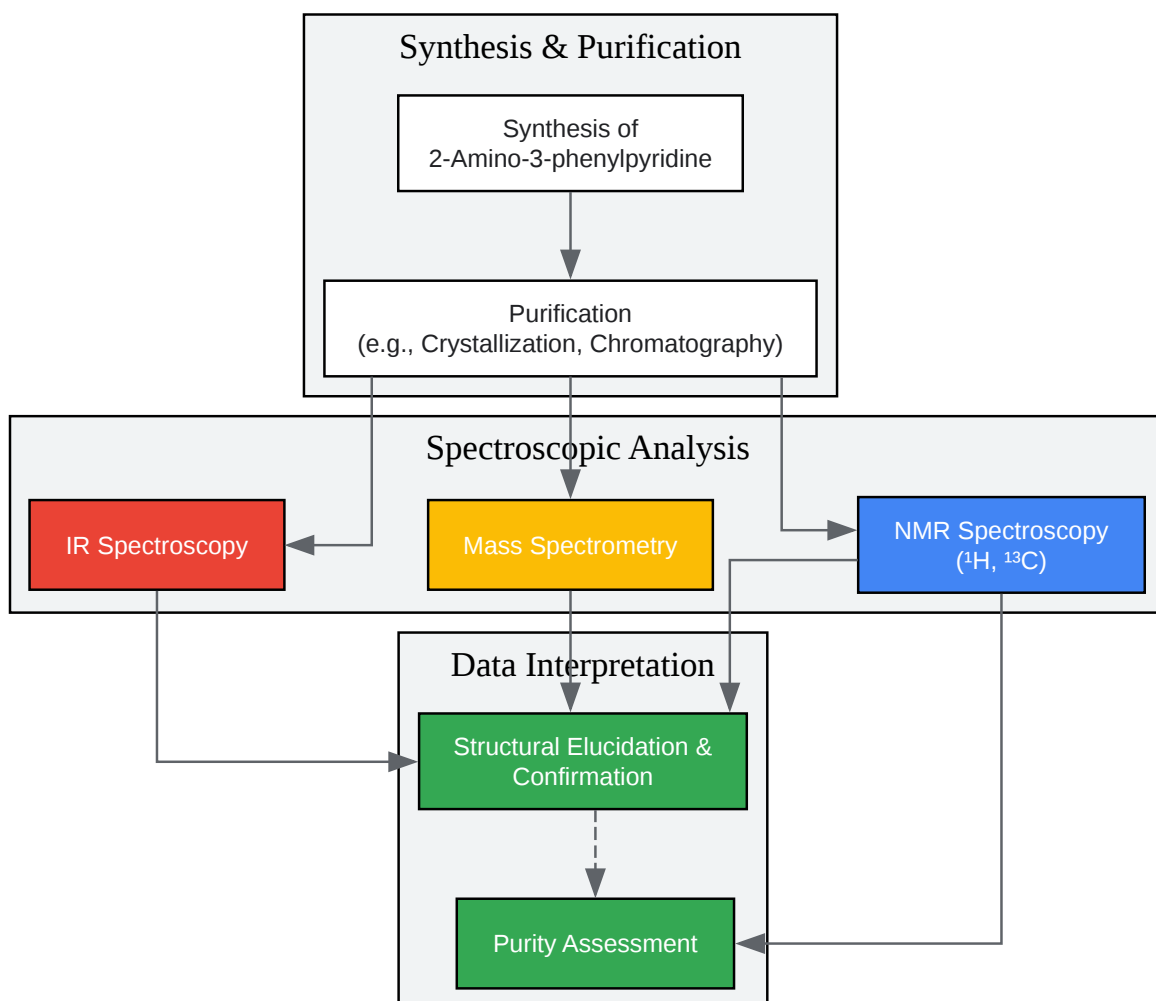 Synthesis & Purification
Synthesis of
2-Amino-3-phenylpyridine
Purification
(e.g., Crystallization, Chromatography)
Spectroscopic Analysis
IR Spectroscopy
Mass Spectrometry
NMR Spectroscopy
(¹H, ¹³C)
Data Interpretation
Structural Elucidation &
Confirmation
Purity Assessment